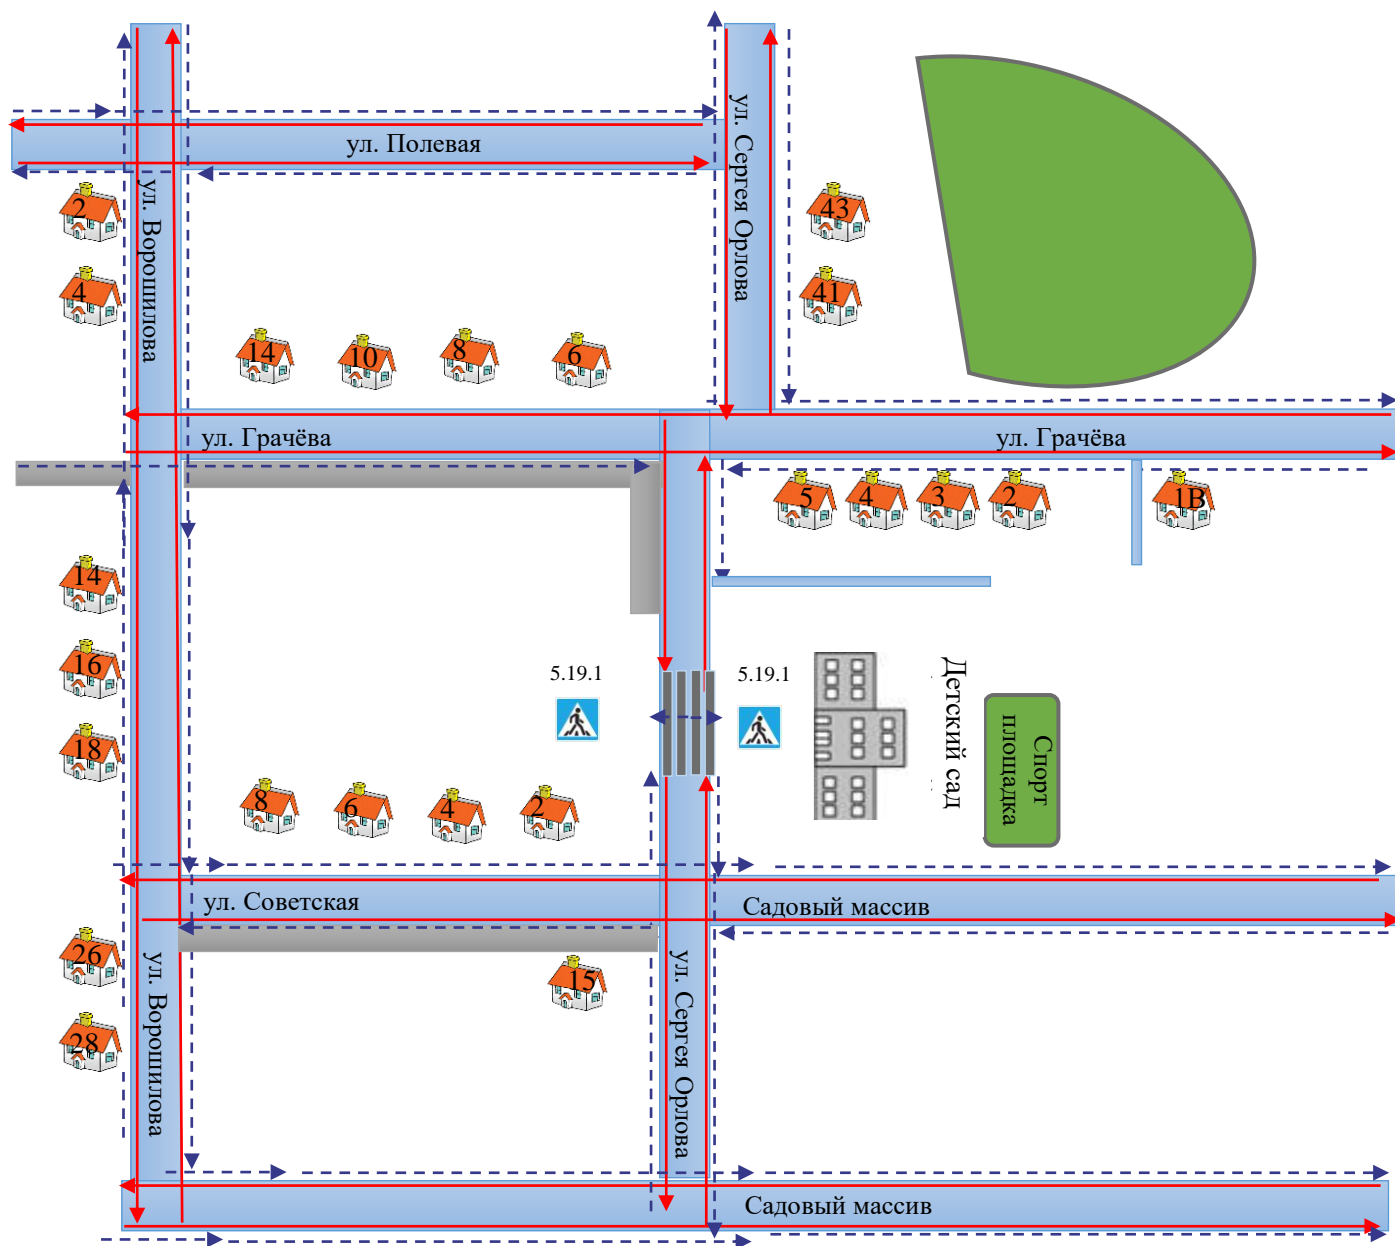 ул. Полевая
ул. Ворошилова
ул. Сергея Орлова
2
43
4
41
14
10
8
6
ул. Грачёва
ул. Грачёва
5
4
3
2
1В
14
16
18
5.19.1
5.19.1
Детский сад
Спорт
площадка
8
6
4
2
ул. Советская
Садовый массив
26
28
15
ул. Ворошилова
ул. Сергея Орлова
Садовый массив